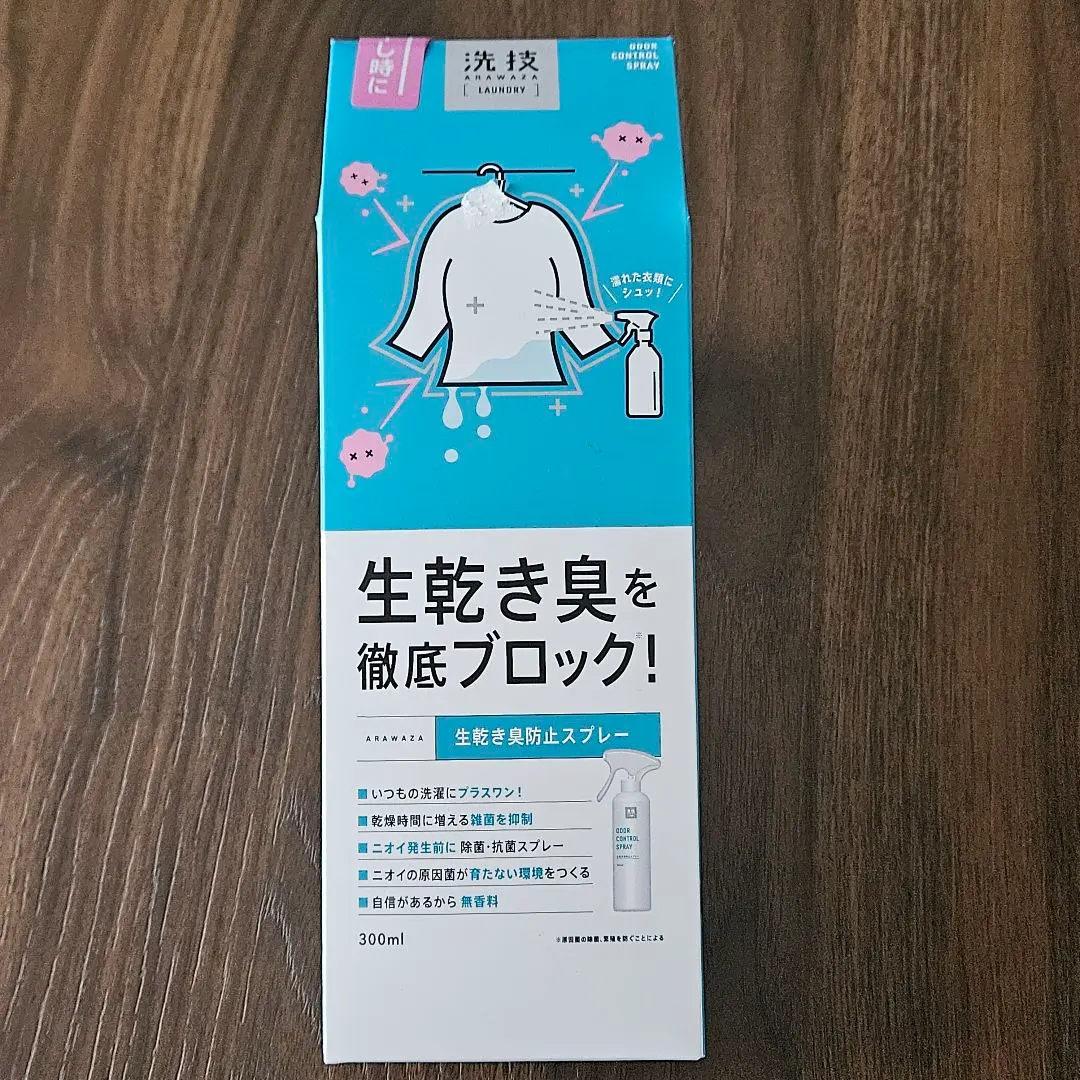 し時に
洗技
ARAWAZA
[ LAUNDRY ]
ODOR
CONTROL
SPRAY
濡れた衣類に
シュッ!
生乾き臭を
徹底ブロック!
※
ARAWAZA
生乾き臭防止スプレー
いつもの洗濯にプラスワン!
乾燥時間に増える雑菌を抑制
ニオイ発生前に 除菌・抗菌スプレー
ニオイの原因菌が育たない環境をつくる
自信があるから 無香料
ODOR
CONTROL
SPRAY
300ml
※原因菌の除菌、繁殖を防ぐことによる